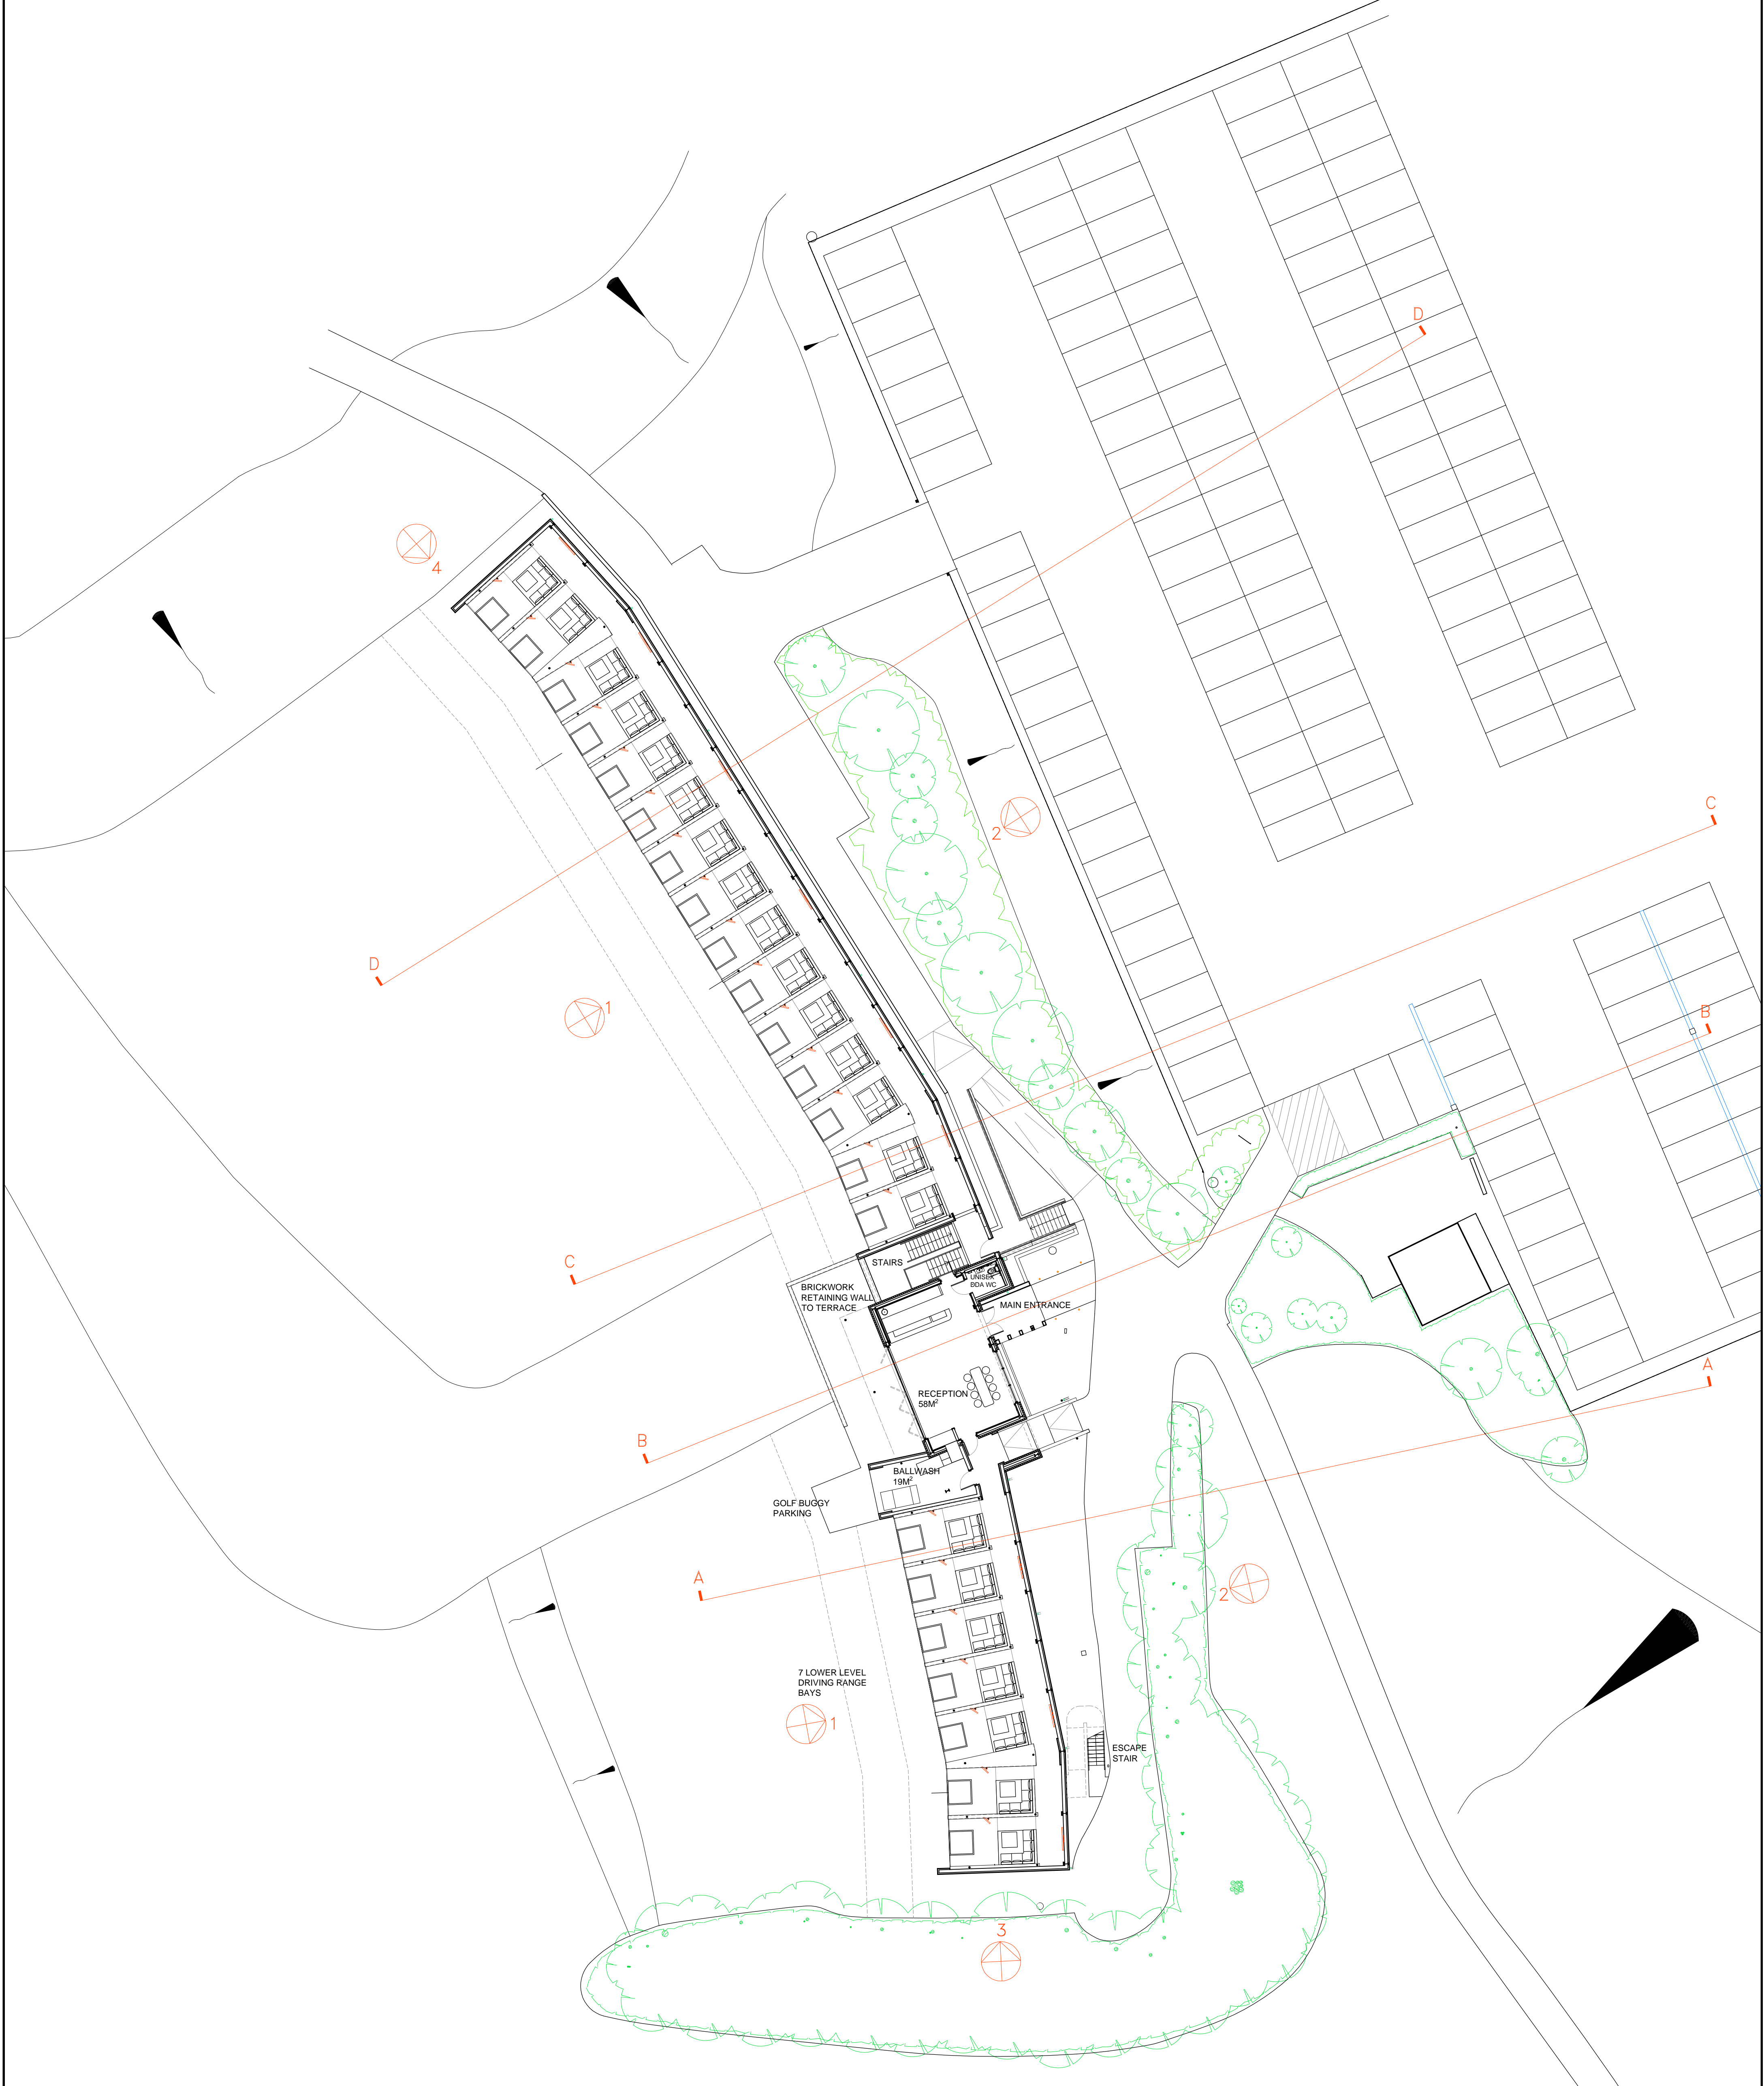 D
4
2
C
D
1
B
C
STAIRS
UNISEX
DDA WC
BRICKWORK
RETAINING WALL
TO TERRACE
MAIN ENTRANCE
A
RECEPTION
58M²
B
BALLWASH
19M²
GOLF BUGGY
PARKING
A
2
7 LOWER LEVEL
DRIVING RANGE
BAYS
1
ESCAPE
STAIR
3